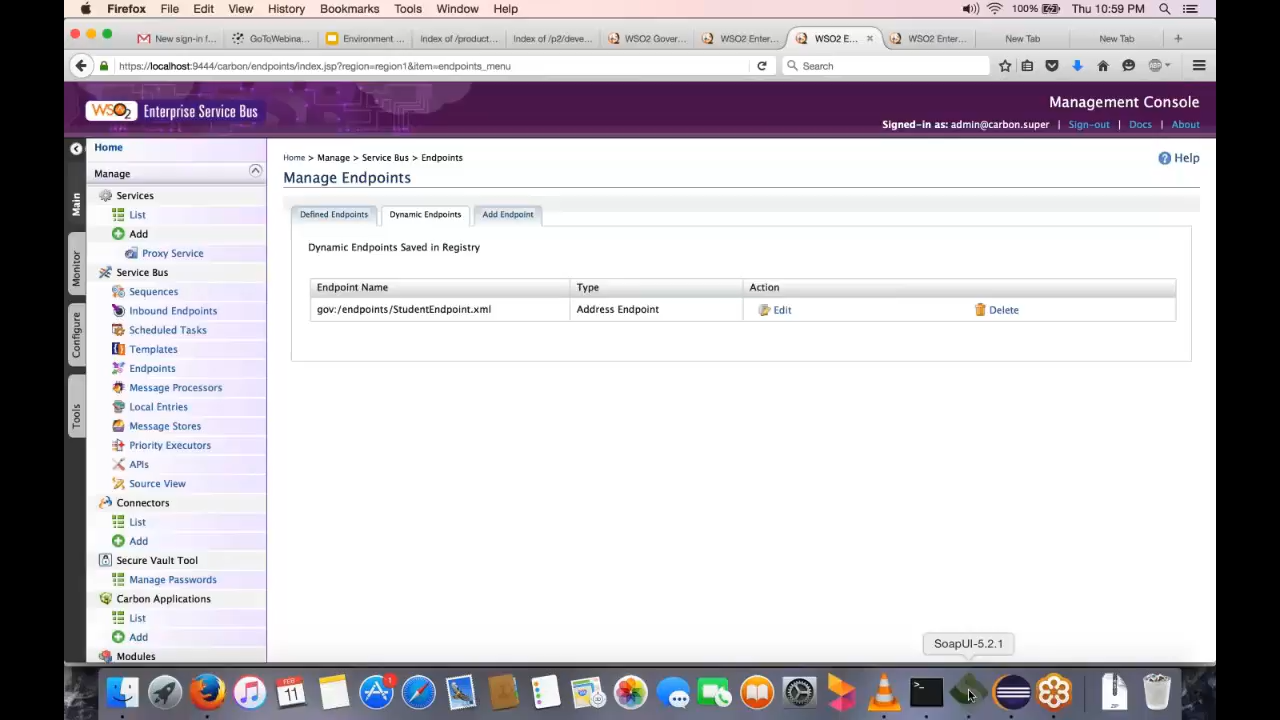 Firefox File Edit View History Bookmarks Tools Window Help 100% Thu 10:59 PM
New sign-in f... GoToWebina... Environment ... Index of /product... Index of /p2/deve... WSO2 Gover... WSO2 Enter... WSO2 E... × WSO2 Enter... New Tab New Tab +
https://localhost:9444/carbon/endpoints/index.jsp?region=region1&item=endpoints_menu Search
WSO2 Enterprise Service Bus
Management Console
Signed-in as: admin@carbon.super | Sign-out | Docs | About
Main
Monitor
Configure
Tools
Home
Manage
Services
List
Add
Proxy Service
Service Bus
Sequences
Inbound Endpoints
Scheduled Tasks
Templates
Endpoints
Message Processors
Local Entries
Message Stores
Priority Executors
APIs
Source View
Connectors
List
Add
Secure Vault Tool
Manage Passwords
Carbon Applications
List
Add
Modules
Home > Manage > Service Bus > Endpoints
Help
Manage Endpoints
Defined Endpoints Dynamic Endpoints Add Endpoint
Dynamic Endpoints Saved in Registry
Endpoint Name Type Action
gov:/endpoints/StudentEndpoint.xml Address Endpoint Edit Delete
SoapUI-5.2.1
FEB
11
1
ZIP